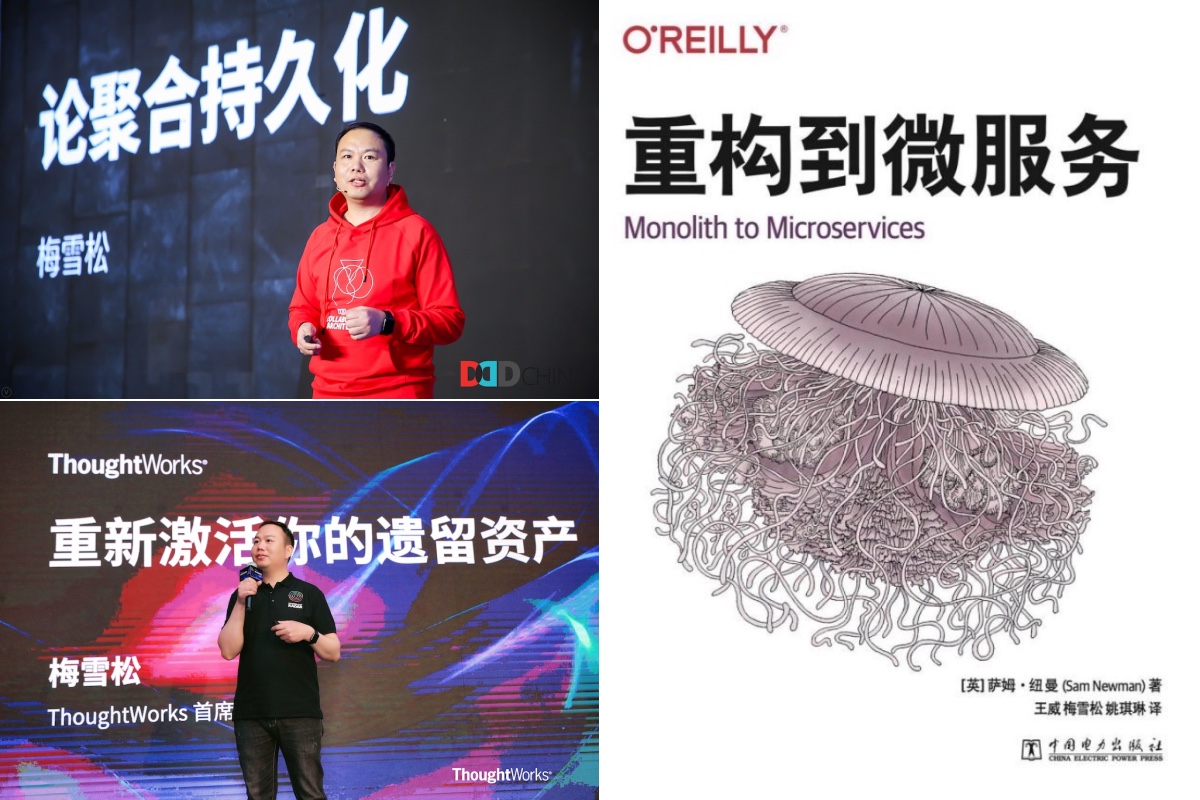 论聚合持久化
梅雪松
DDD CHIN
ThoughtWorks®
重新激活你的遗留资产
梅雪松
ThoughtWorks 首席
ThoughtWorks®
O'REILLY®
重构到微服务
Monolith to Microservices
[英] 萨姆·纽曼 (Sam Newman) 著
王威 梅雪松 姚琪琳 译
中国电力出版社
CHINA ELECTRIC POWER PRESS